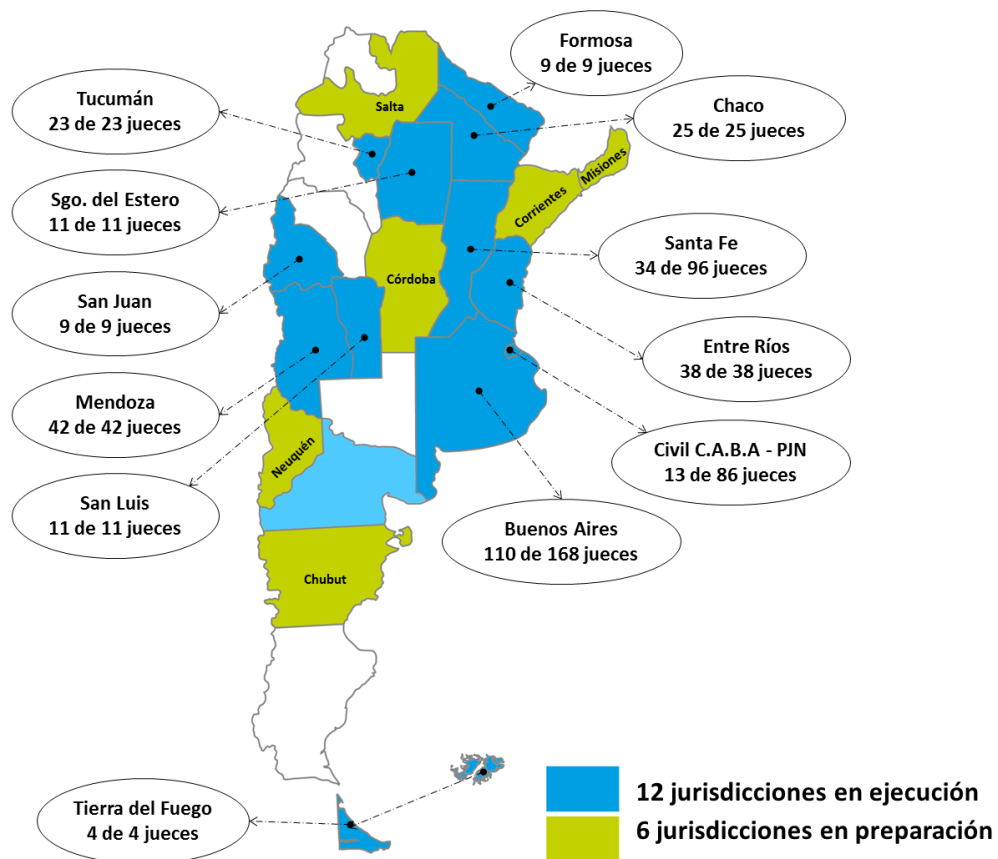 Formosa
9 de 9 jueces
Tucumán
23 de 23 jueces
Chaco
25 de 25 jueces
Salta
Misiones
Corrientes
Sgo. del Estero
11 de 11 jueces
Santa Fe
34 de 96 jueces
Córdoba
San Juan
9 de 9 jueces
Entre Ríos
38 de 38 jueces
Mendoza
42 de 42 jueces
Civil C.A.B.A - PJN
13 de 86 jueces
Neuquén
San Luis
11 de 11 jueces
Buenos Aires
110 de 168 jueces
Chubut
Tierra del Fuego
4 de 4 jueces
12 jurisdicciones en ejecución
6 jurisdicciones en preparación